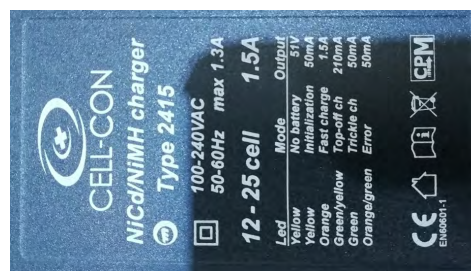 CELL-CON
NiCd/NiMH charger
Type 2415
100-240VAC
50-60Hz max 1.3A
12 - 25 cell 1.5A
Led Mode Output
Yellow No battery 51V
Yellow Initialization 50mA
Orange Fast charge 1.5A
Green/yellow Top-off ch 210mA
Green Trickle ch 50mA
Orange/green Error 50mA
CE
EN60601-1
CPM